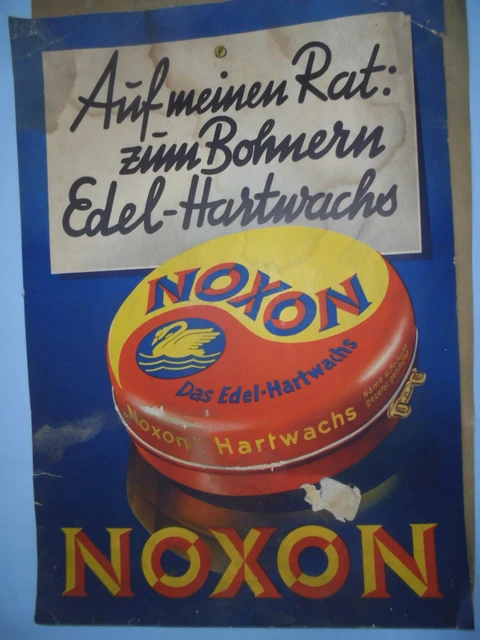 Auf meinen Rat:
zum Bohnern
Edel-Hartwachs
NOXON
Das Edel-Hartwachs
„Noxon" Hartwachs
NOXON